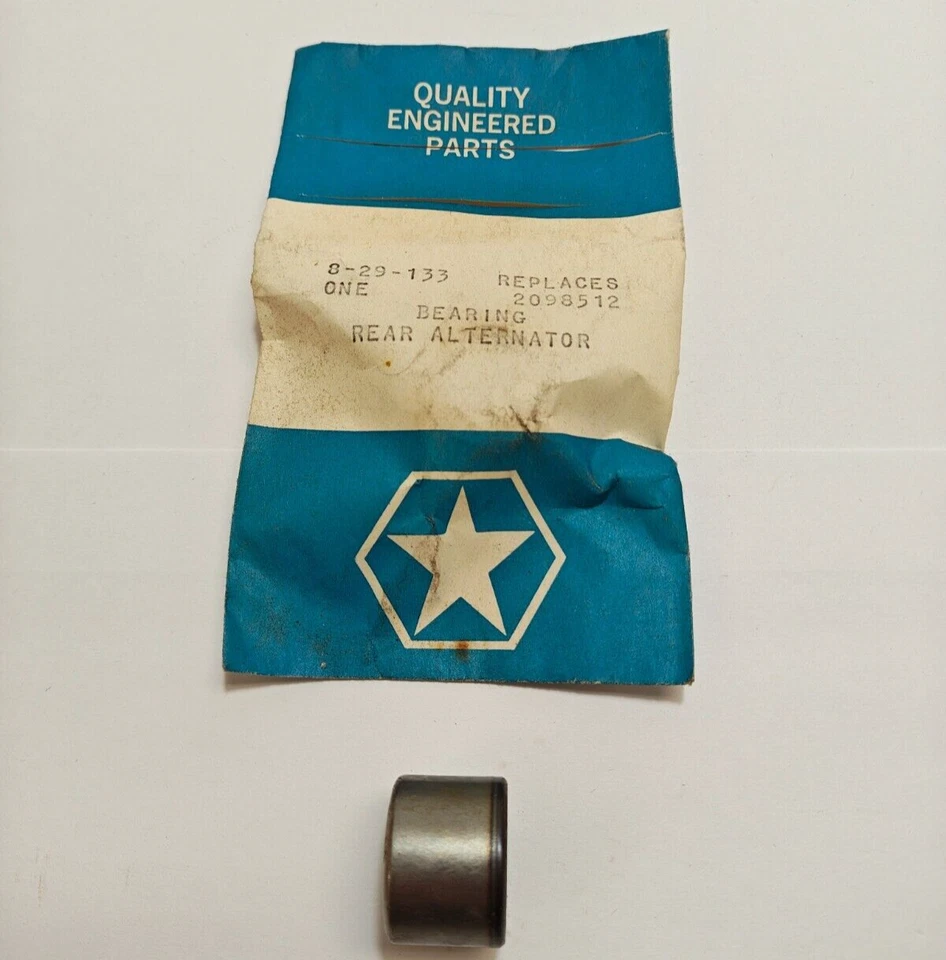 QUALITY
ENGINEERED
PARTS
8-29-133 REPLACES
ONE 2098512
BEARING
REAR ALTERNATOR